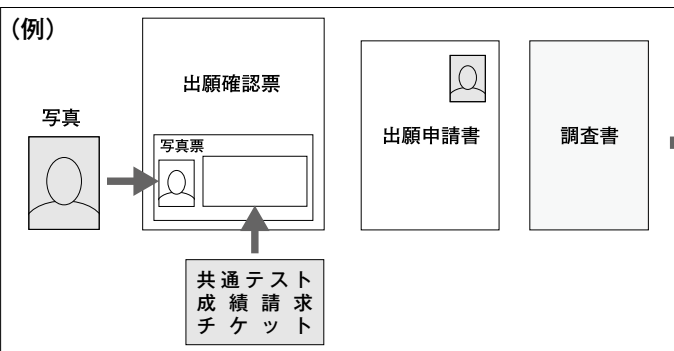 （例）
写真
出願確認票
写真票
共通テスト
成績請求
チケット
出願申請書
調査書